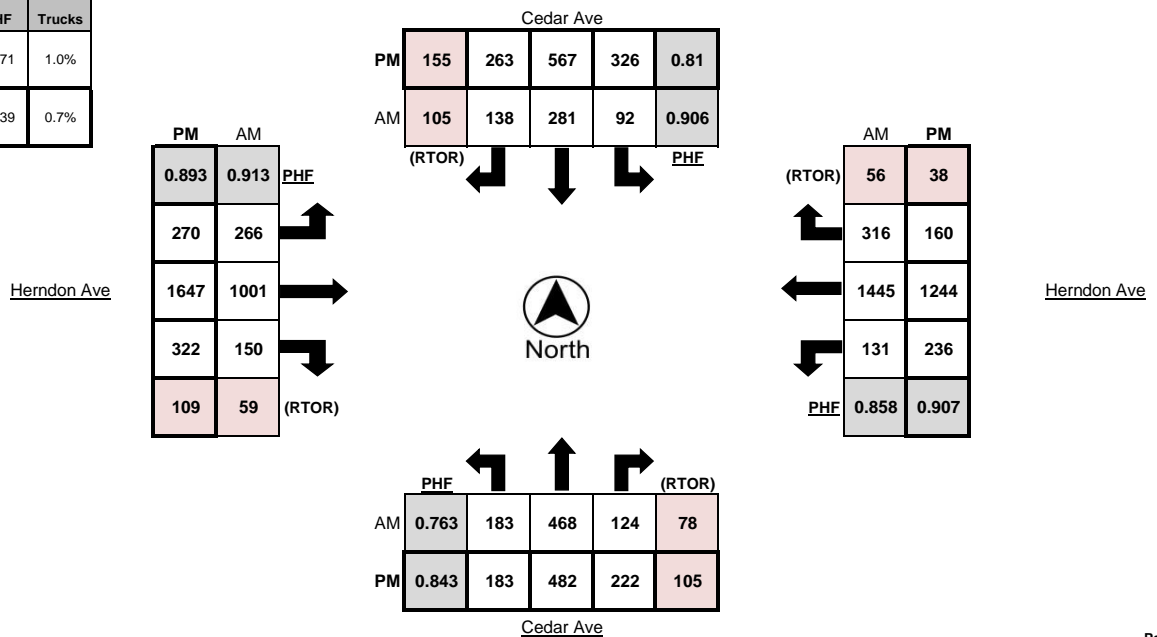 HF Trucks
71 1.0%
39 0.7%
Cedar Ave
PM 155 263 567 326 0.81
AM 105 138 281 92 0.906
(RTOR) PHF
PM AM
0.893 0.913 PHF
270 266
1647 1001
322 150
109 59 (RTOR)
Herndon Ave
North
AM PM
(RTOR) 56 38
316 160
1445 1244
131 236
PHF 0.858 0.907
Herndon Ave
PHF (RTOR)
AM 0.763 183 468 124 78
PM 0.843 183 482 222 105
Cedar Ave